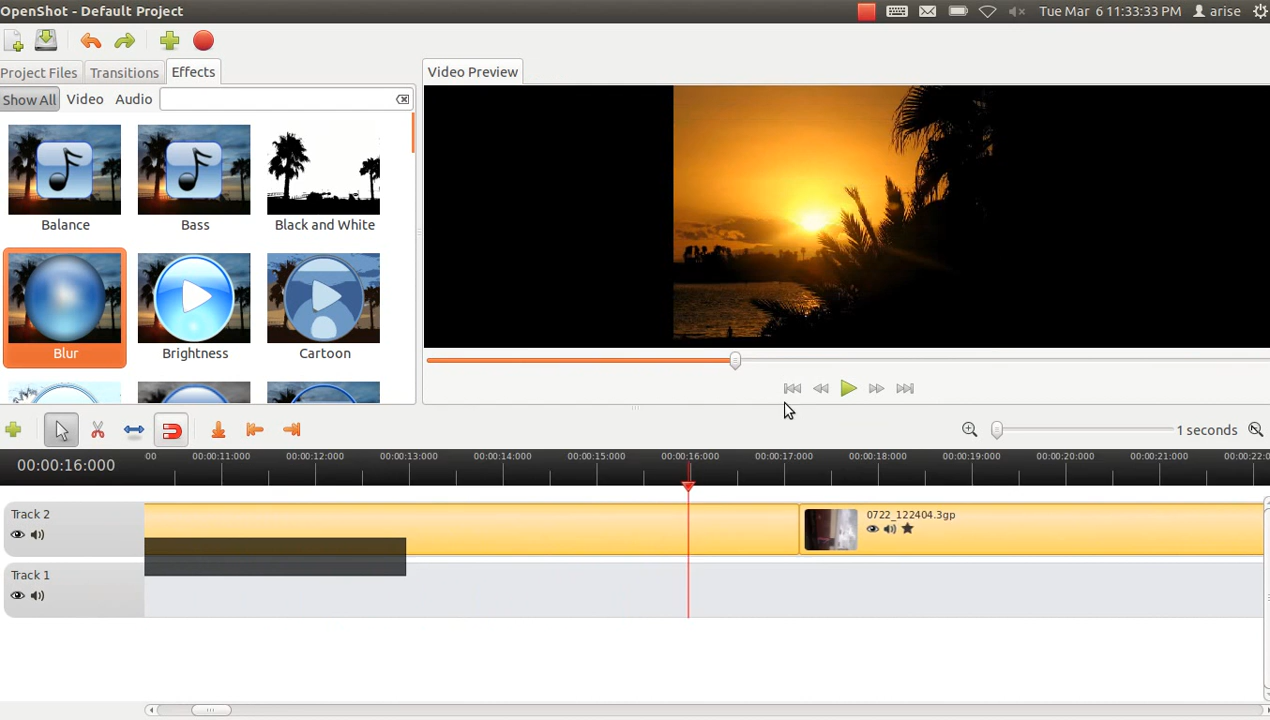 OpenShot - Default Project
Tue Mar 6 11:33:33 PM arise
Project Files Transitions Effects
Show All Video Audio
Balance Bass Black and White
Blur Brightness Cartoon
Video Preview
1 seconds
00:00:16:000
00 00:00:11:000 00:00:12:000 00:00:13:000 00:00:14:000 00:00:15:000 00:00:16:000 00:00:17:000 00:00:18:000 00:00:19:000 00:00:20:000 00:00:21:000 00:00:22:0
Track 2
0722_122404.3gp
Track 1